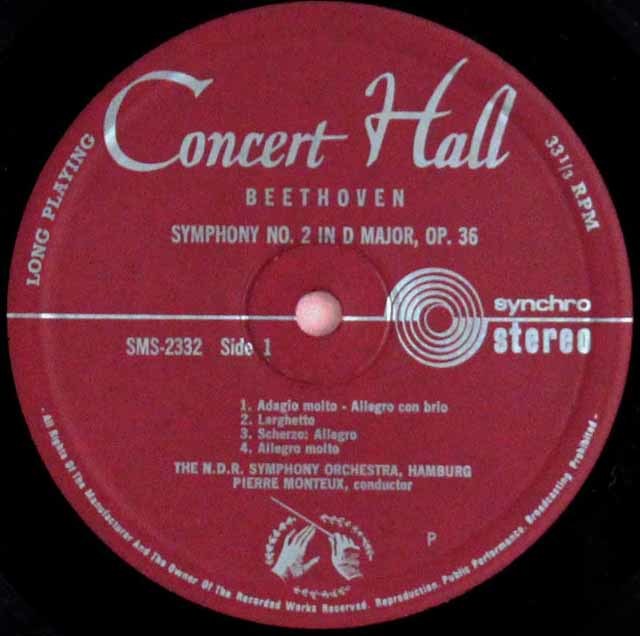 Concert Hall
LONG PLAYING
33 1/3 RPM
BEETHOVEN
SYMPHONY NO. 2 IN D MAJOR, OP. 36
synchro
stereo
SMS-2332 Side 1
1. Adagio molto - Allegro con brio
2. Larghetto
3. Scherzo: Allegro
4. Allegro molto
THE N.D.R. SYMPHONY ORCHESTRA, HAMBURG
PIERRE MONTEUX, conductor
P
- All Rights Of The Manufacturer And The Owner Of The Recorded Works Reserved. Reproduction. Public Performance. Broadcasting Prohibited -